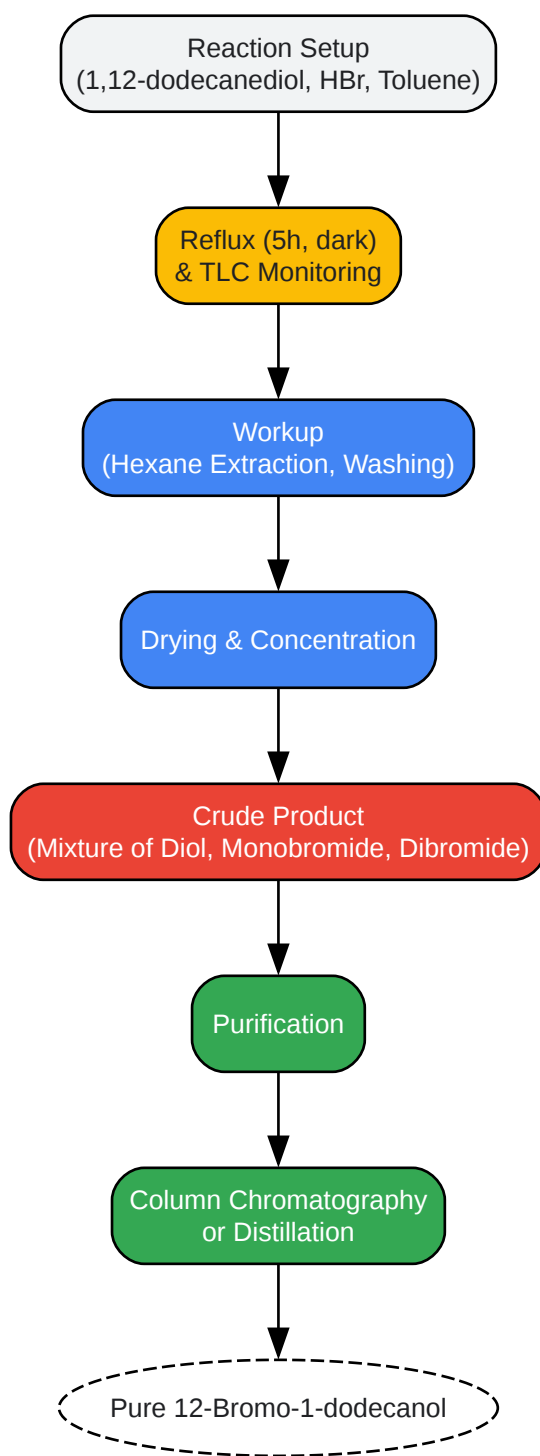 Reaction Setup
(1,12-dodecanediol, HBr, Toluene)
Reflux (5h, dark)
& TLC Monitoring
Workup
(Hexane Extraction, Washing)
Drying & Concentration
Crude Product
(Mixture of Diol, Monobromide, Dibromide)
Purification
Column Chromatography
or Distillation
Pure 12-Bromo-1-dodecanol